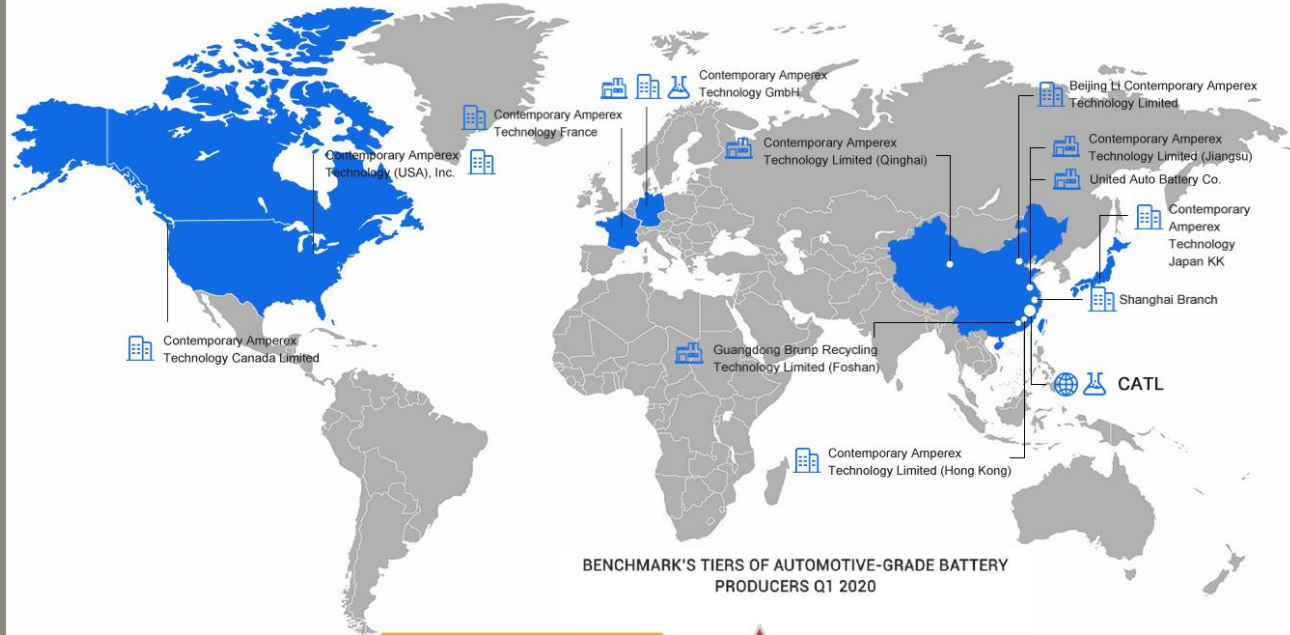 Contemporary Amperex
Technology GmbH
Beijing Li Contemporary Amperex
Technology Limited
Contemporary Amperex
Technology France
Contemporary Amperex
Technology Limited (Qinghai)
Contemporary Amperex
Technology Limited (Jiangsu)
United Auto Battery Co.
Contemporary Amperex
Technology (USA), Inc.
Contemporary
Amperex
Technology
Japan KK
Shanghai Branch
Contemporary Amperex
Technology Canada Limited
Guangdong Brunp Recycling
Technology Limited (Foshan)
CATL
Contemporary Amperex
Technology Limited (Hong Kong)
BENCHMARK'S TIERS OF AUTOMOTIVE-GRADE BATTERY
PRODUCERS Q1 2020